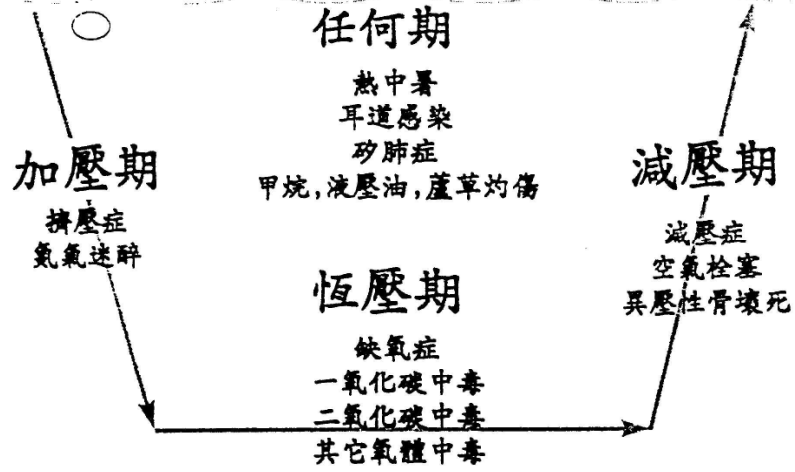 任何期
熱中暑
耳道感染
矽肺症
甲烷,液壓油,蘆草灼傷
加壓期
擠壓症
氮氣迷醉
減壓期
減壓症
空氣栓塞
異壓性骨壞死
恆壓期
缺氧症
一氧化碳中毒
二氧化碳中毒
其它氣體中毒